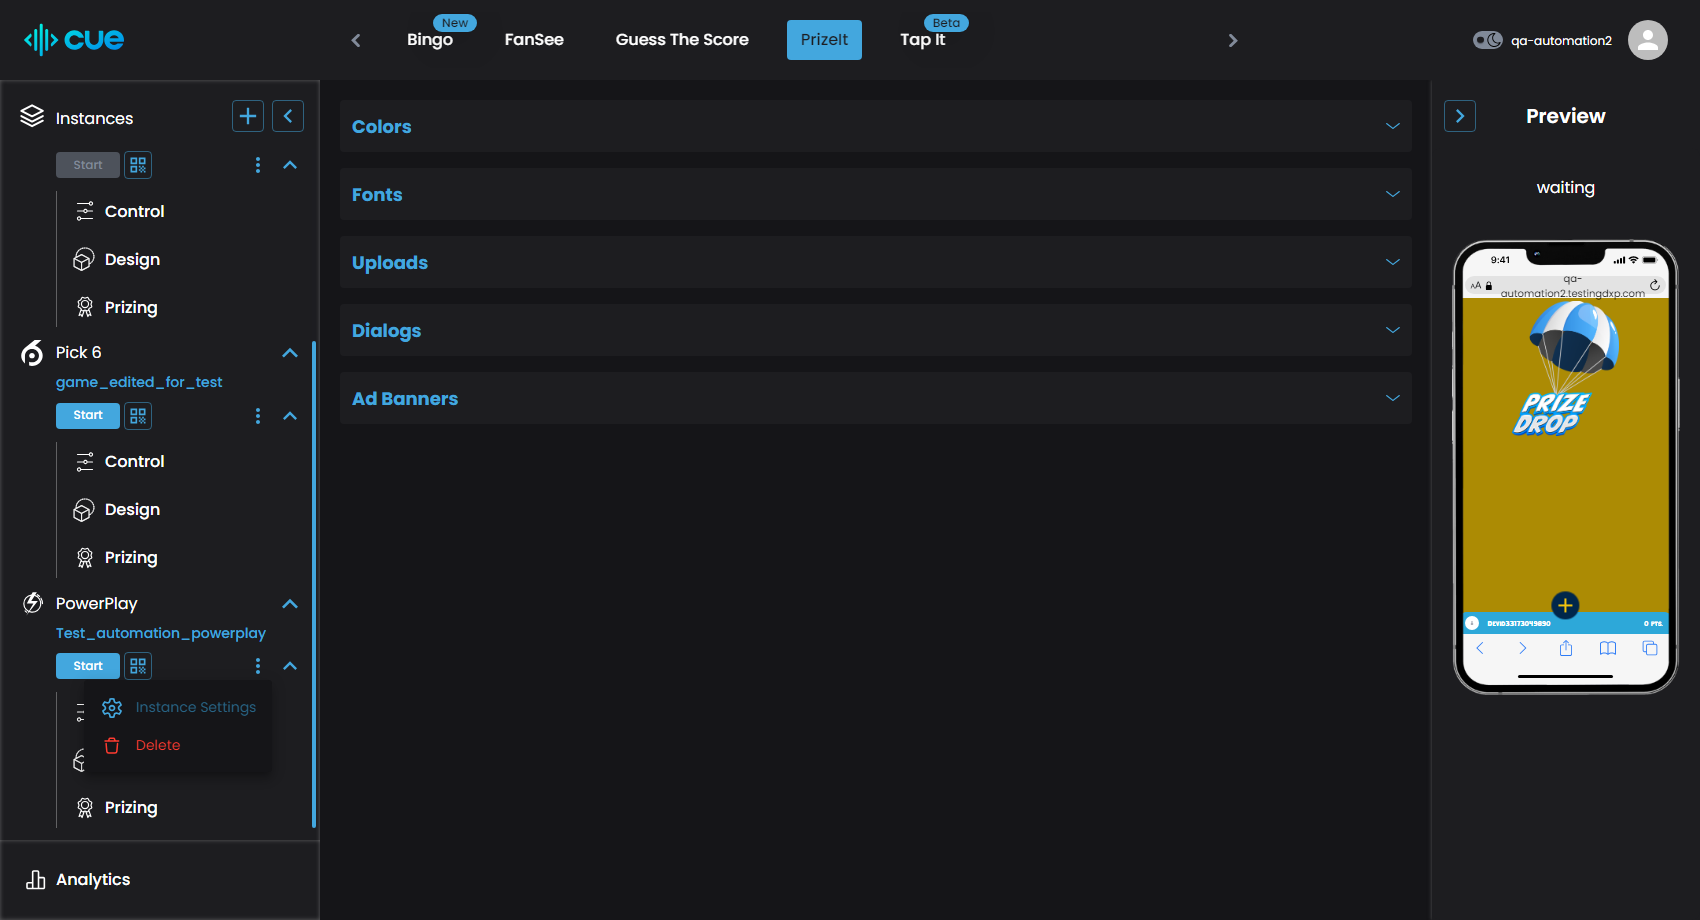 cue
Bingo
New
FanSee
Guess The Score
PrizeIt
Tap It
Beta
qa-automation2
Instances
Start
Control
Design
Prizing
Pick 6
game_edited_for_test
Start
Control
Design
Prizing
PowerPlay
Test_automation_powerplay
Start
Instance Settings
Delete
Prizing
Analytics
Colors
Fonts
Uploads
Dialogs
Ad Banners
Preview
waiting
9:41
AA
qa-
automation2.testingdxp.com
PRIZE
DROP
0 PTS.